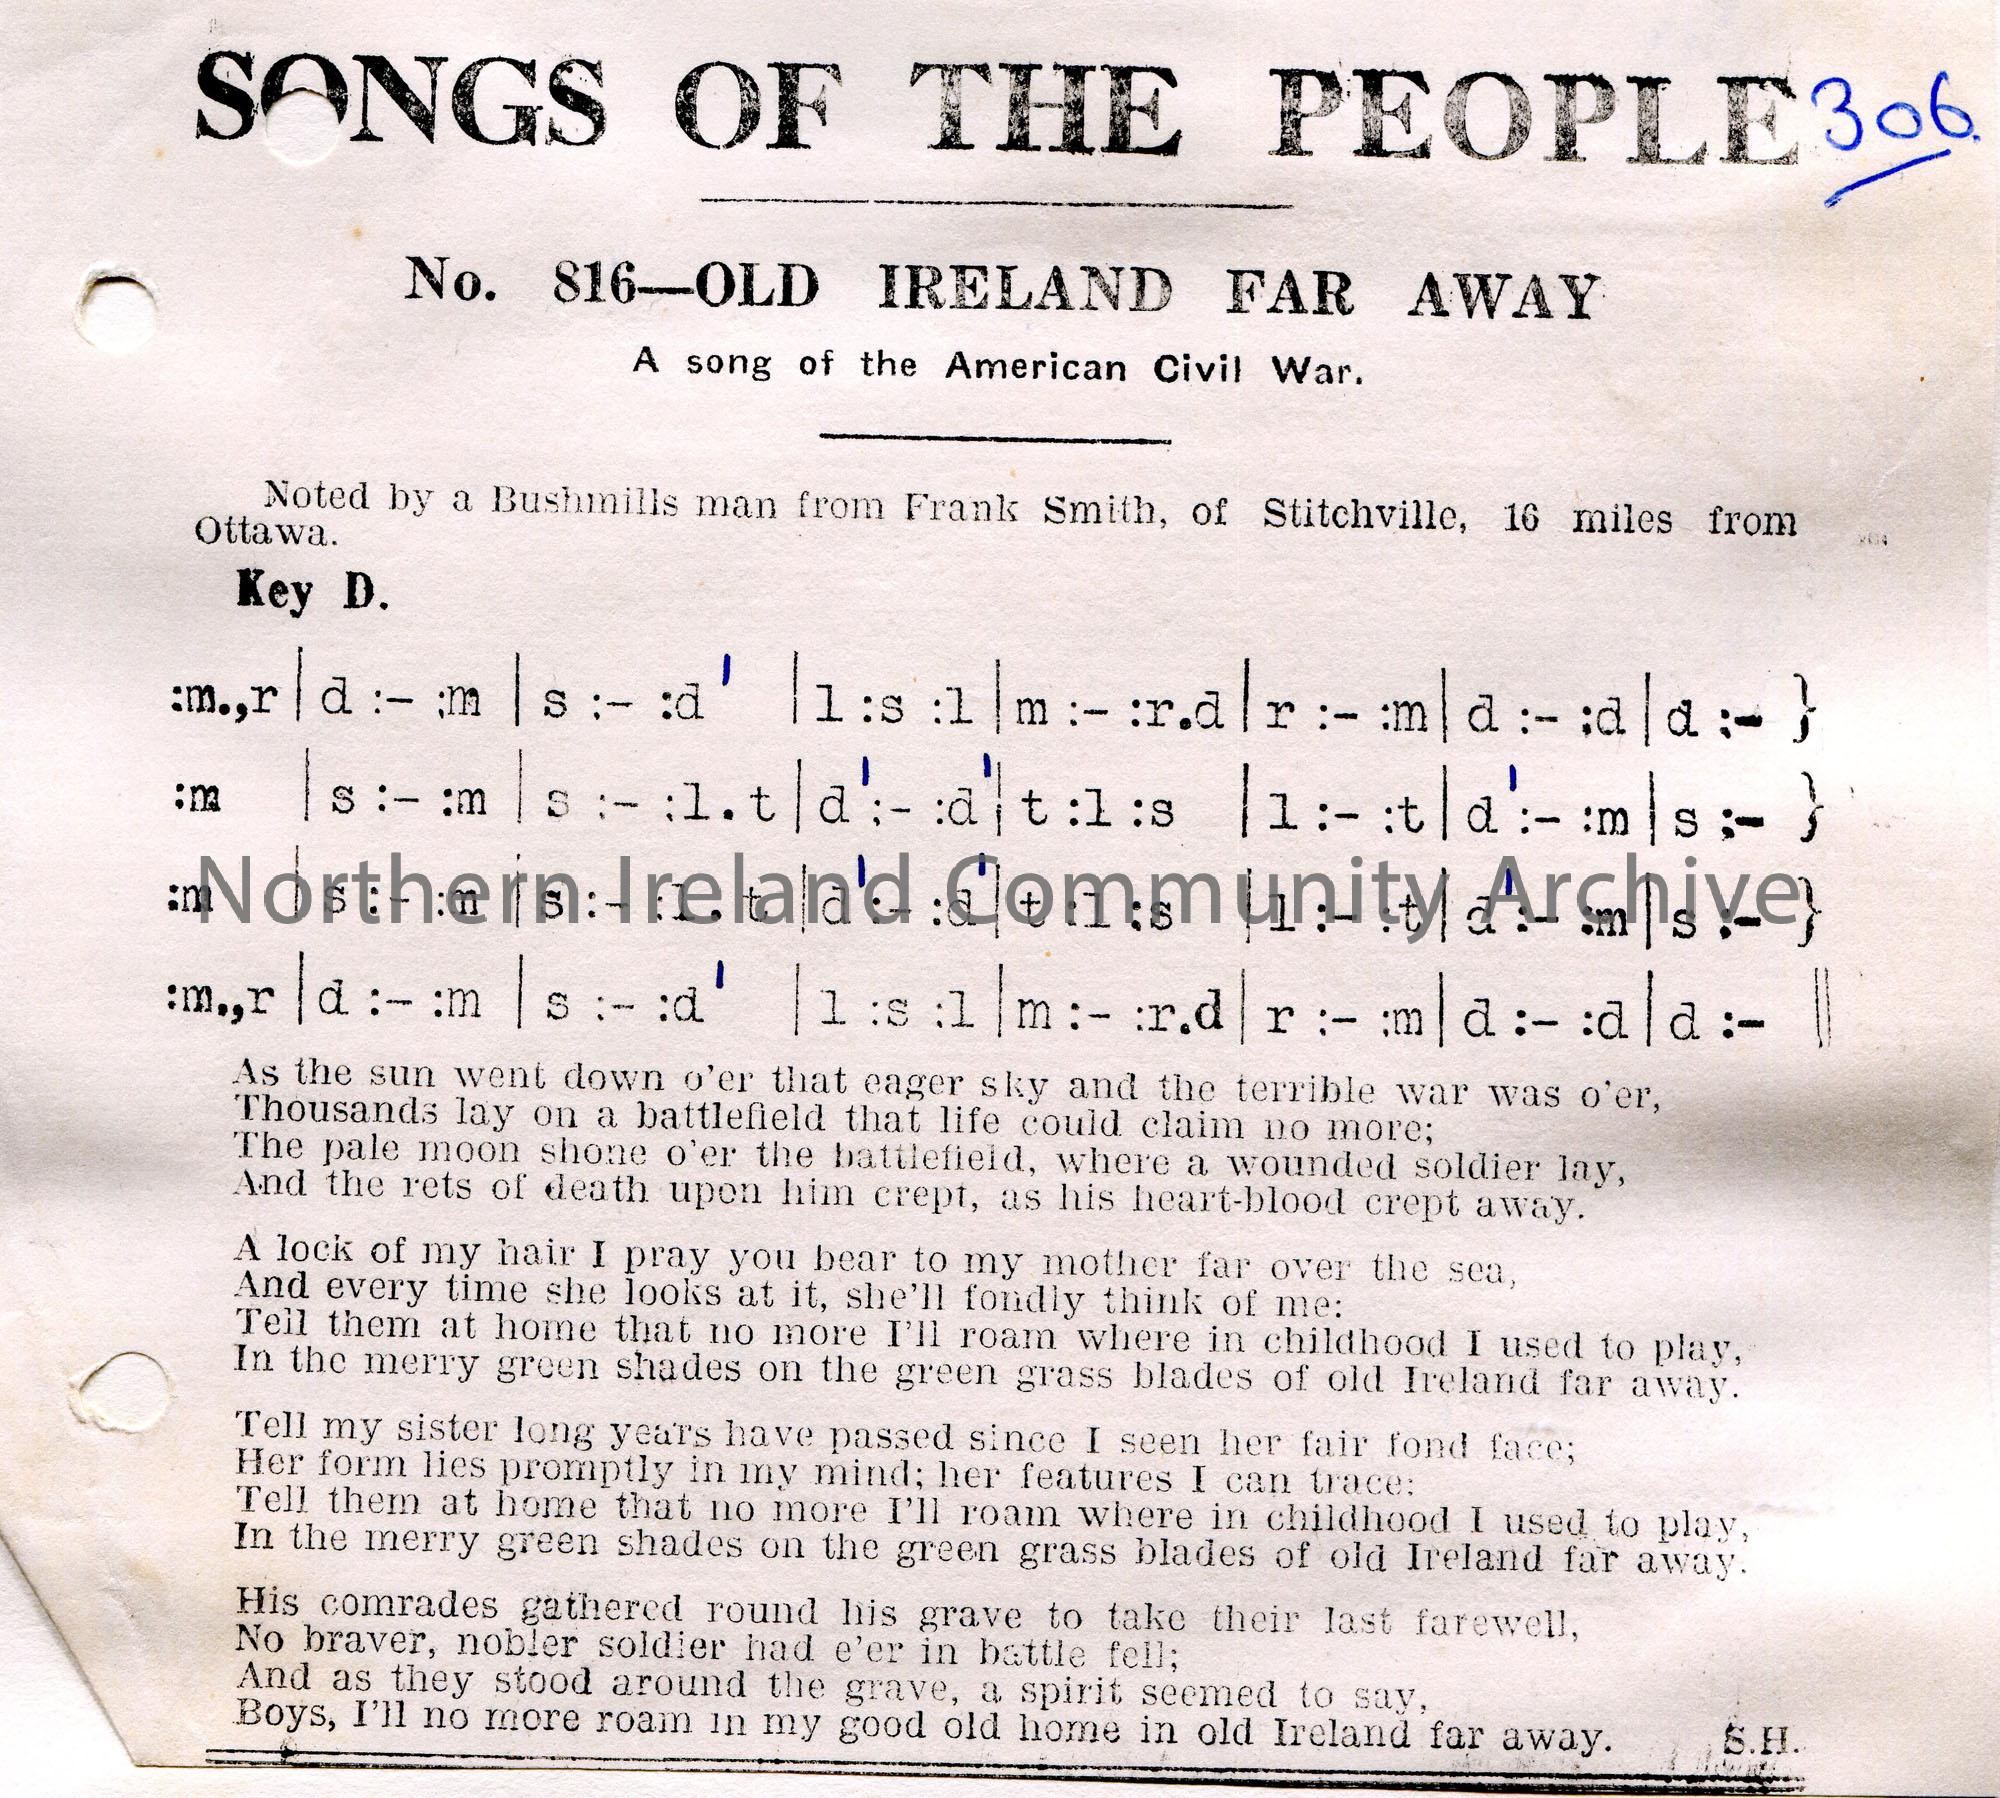 SONGS OF THE PEOPLE 306.
No. 816—OLD IRELAND FAR AWAY
A song of the American Civil War.
Noted by a Bushmills man from Frank Smith, of Stitchville, 16 miles from
Ottawa.
Key D.
:m.,r | d :– :m | s :– :d' | l :s :l | m :– :r.d | r :– :m | d :– :d | d :– }
:m | s :– :m | s :– :l.t | d' :– :d' | t :l :s | l :– :t | d' :– :m | s :– }
:m | s :– :m | s :– :l.t | d' :– :d' | t :l :s | l :– :t | d' :– :m | s :– }
Northern Ireland Community Archive
:m.,r | d :– :m | s :– :d' | l :s :l | m :– :r.d | r :– :m | d :– :d | d :– ||
As the sun went down o'er that eager sky and the terrible war was o'er,
Thousands lay on a battlefield that life could claim no more;
The pale moon shone o'er the battlefield, where a wounded soldier lay,
And the rets of death upon him crept, as his heart-blood crept away.
A lock of my hair I pray you bear to my mother far over the sea,
And every time she looks at it, she'll fondly think of me:
Tell them at home that no more I'll roam where in childhood I used to play,
In the merry green shades on the green grass blades of old Ireland far away.
Tell my sister long years have passed since I seen her fair fond face;
Her form lies promptly in my mind; her features I can trace:
Tell them at home that no more I'll roam where in childhood I used to play,
In the merry green shades on the green grass blades of old Ireland far away.
His comrades gathered round his grave to take their last farewell,
No braver, nobler soldier had e'er in battle fell;
And as they stood around the grave, a spirit seemed to say,
Boys, I'll no more roam in my good old home in old Ireland far away. S.H.